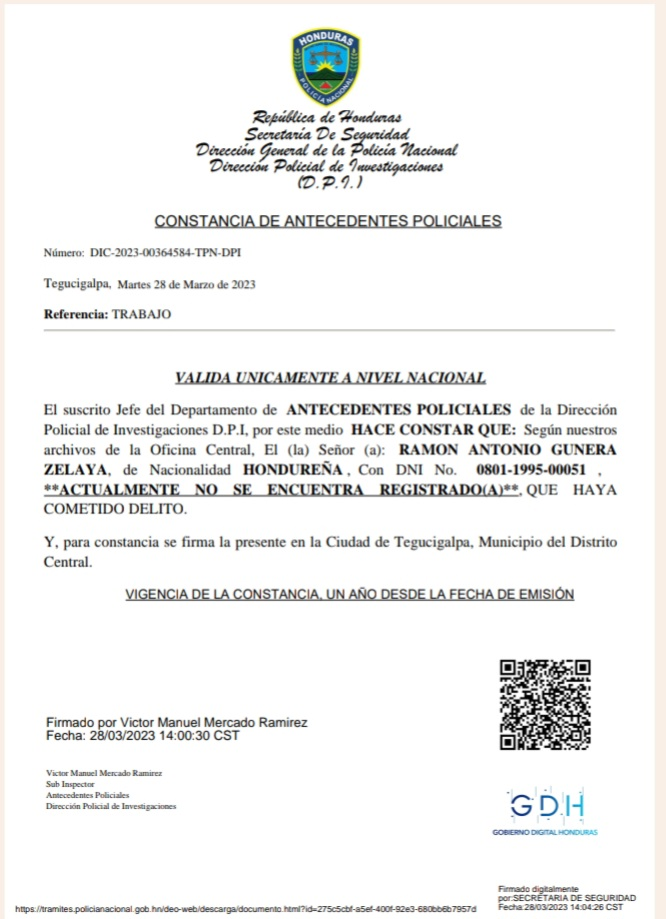 HONDURAS
POLICIA NACIONAL
República de Honduras
Secretaría De Seguridad
Dirección General de la Policía Nacional
Dirección Policial de Investigaciones
(D.P.I.)
CONSTANCIA DE ANTECEDENTES POLICIALES
Número: DIC-2023-00364584-TPN-DPI
Tegucigalpa, Martes 28 de Marzo de 2023
Referencia: TRABAJO
VALIDA UNICAMENTE A NIVEL NACIONAL
El suscrito Jefe del Departamento de ANTECEDENTES POLICIALES de la Dirección
Policial de Investigaciones D.P.I, por este medio HACE CONSTAR QUE: Según nuestros
archivos de la Oficina Central, El (la) Señor (a): RAMON ANTONIO GUNERA
ZELAYA, de Nacionalidad HONDUREÑA , Con DNI No. 0801-1995-00051 ,
**ACTUALMENTE NO SE ENCUENTRA REGISTRADO(A)**, QUE HAYA
COMETIDO DELITO.
Y, para constancia se firma la presente en la Ciudad de Tegucigalpa, Municipio del Distrito
Central.
VIGENCIA DE LA CONSTANCIA, UN AÑO DESDE LA FECHA DE EMISIÓN
Firmado por Victor Manuel Mercado Ramirez
Fecha: 28/03/2023 14:00:30 CST
Victor Manuel Mercado Ramirez
Sub Inspector
Antecedentes Policiales
Dirección Policial de Investigaciones
GDH
GOBIERNO DIGITAL HONDURAS
Firmado digitalmente
por:SECRETARIA DE SEGURIDAD
Fecha:28/03/2023 14:04:26 CST
https://tramites.policianacional.gob.hn/deo-web/descarga/documento.html?id=275c5cbf-a5ef-400f-92e3-680bb6b7957d